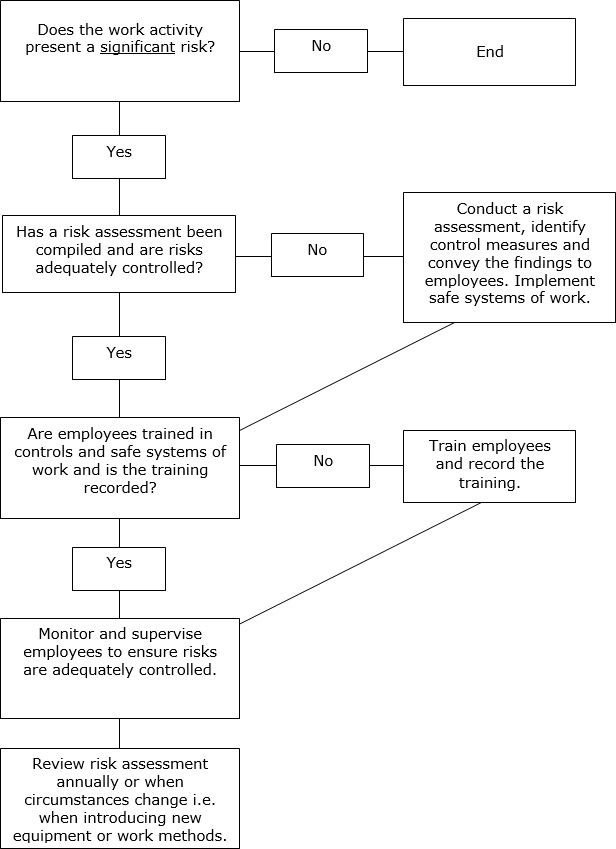 Does the work activity
present a significant risk?
No
End
Yes
Has a risk assessment been
compiled and are risks
adequately controlled?
No
Conduct a risk
assessment, identify
control measures and
convey the findings to
employees. Implement
safe systems of work.
Yes
Are employees trained in
controls and safe systems of
work and is the training
recorded?
No
Train employees
and record the
training.
Yes
Monitor and supervise
employees to ensure risks
are adequately controlled.
Review risk assessment
annually or when
circumstances change i.e.
when introducing new
equipment or work methods.